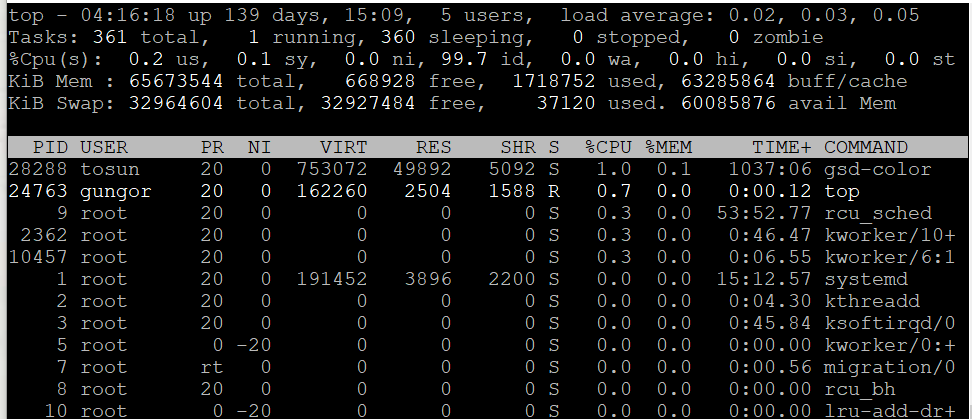 top - 04:16:18 up 139 days, 15:09,  5 users,  load average: 0.02, 0.03, 0.05
Tasks: 361 total,   1 running, 360 sleeping,   0 stopped,   0 zombie
%Cpu(s):  0.2 us,  0.1 sy,  0.0 ni, 99.7 id,  0.0 wa,  0.0 hi,  0.0 si,  0.0 st
KiB Mem : 65673544 total,   668928 free,  1718752 used, 63285864 buff/cache
KiB Swap: 32964604 total, 32927484 free,    37120 used. 60085876 avail Mem
  PID USER      PR  NI    VIRT    RES    SHR S  %CPU %MEM     TIME+ COMMAND
28288 tosun     20   0  753072  49892   5092 S   1.0  0.1   1037:06 gsd-color
24763 gungor    20   0  162260   2504   1588 R   0.7  0.0   0:00.12 top
    9 root      20   0       0      0      0 S   0.3  0.0  53:52.77 rcu_sched
 2362 root      20   0       0      0      0 S   0.3  0.0   0:46.47 kworker/10+
10457 root      20   0       0      0      0 S   0.3  0.0   0:06.55 kworker/6:1
    1 root      20   0  191452   3896   2200 S   0.0  0.0  15:12.57 systemd
    2 root      20   0       0      0      0 S   0.0  0.0   0:04.30 kthreadd
    3 root      20   0       0      0      0 S   0.0  0.0   0:45.84 ksoftirqd/0
    5 root       0 -20       0      0      0 S   0.0  0.0   0:00.00 kworker/0:+
    7 root      rt   0       0      0      0 S   0.0  0.0   0:00.56 migration/0
    8 root      20   0       0      0      0 S   0.0  0.0   0:00.00 rcu_bh
   10 root       0 -20       0      0      0 S   0.0  0.0   0:00.00 lru-add-dr+